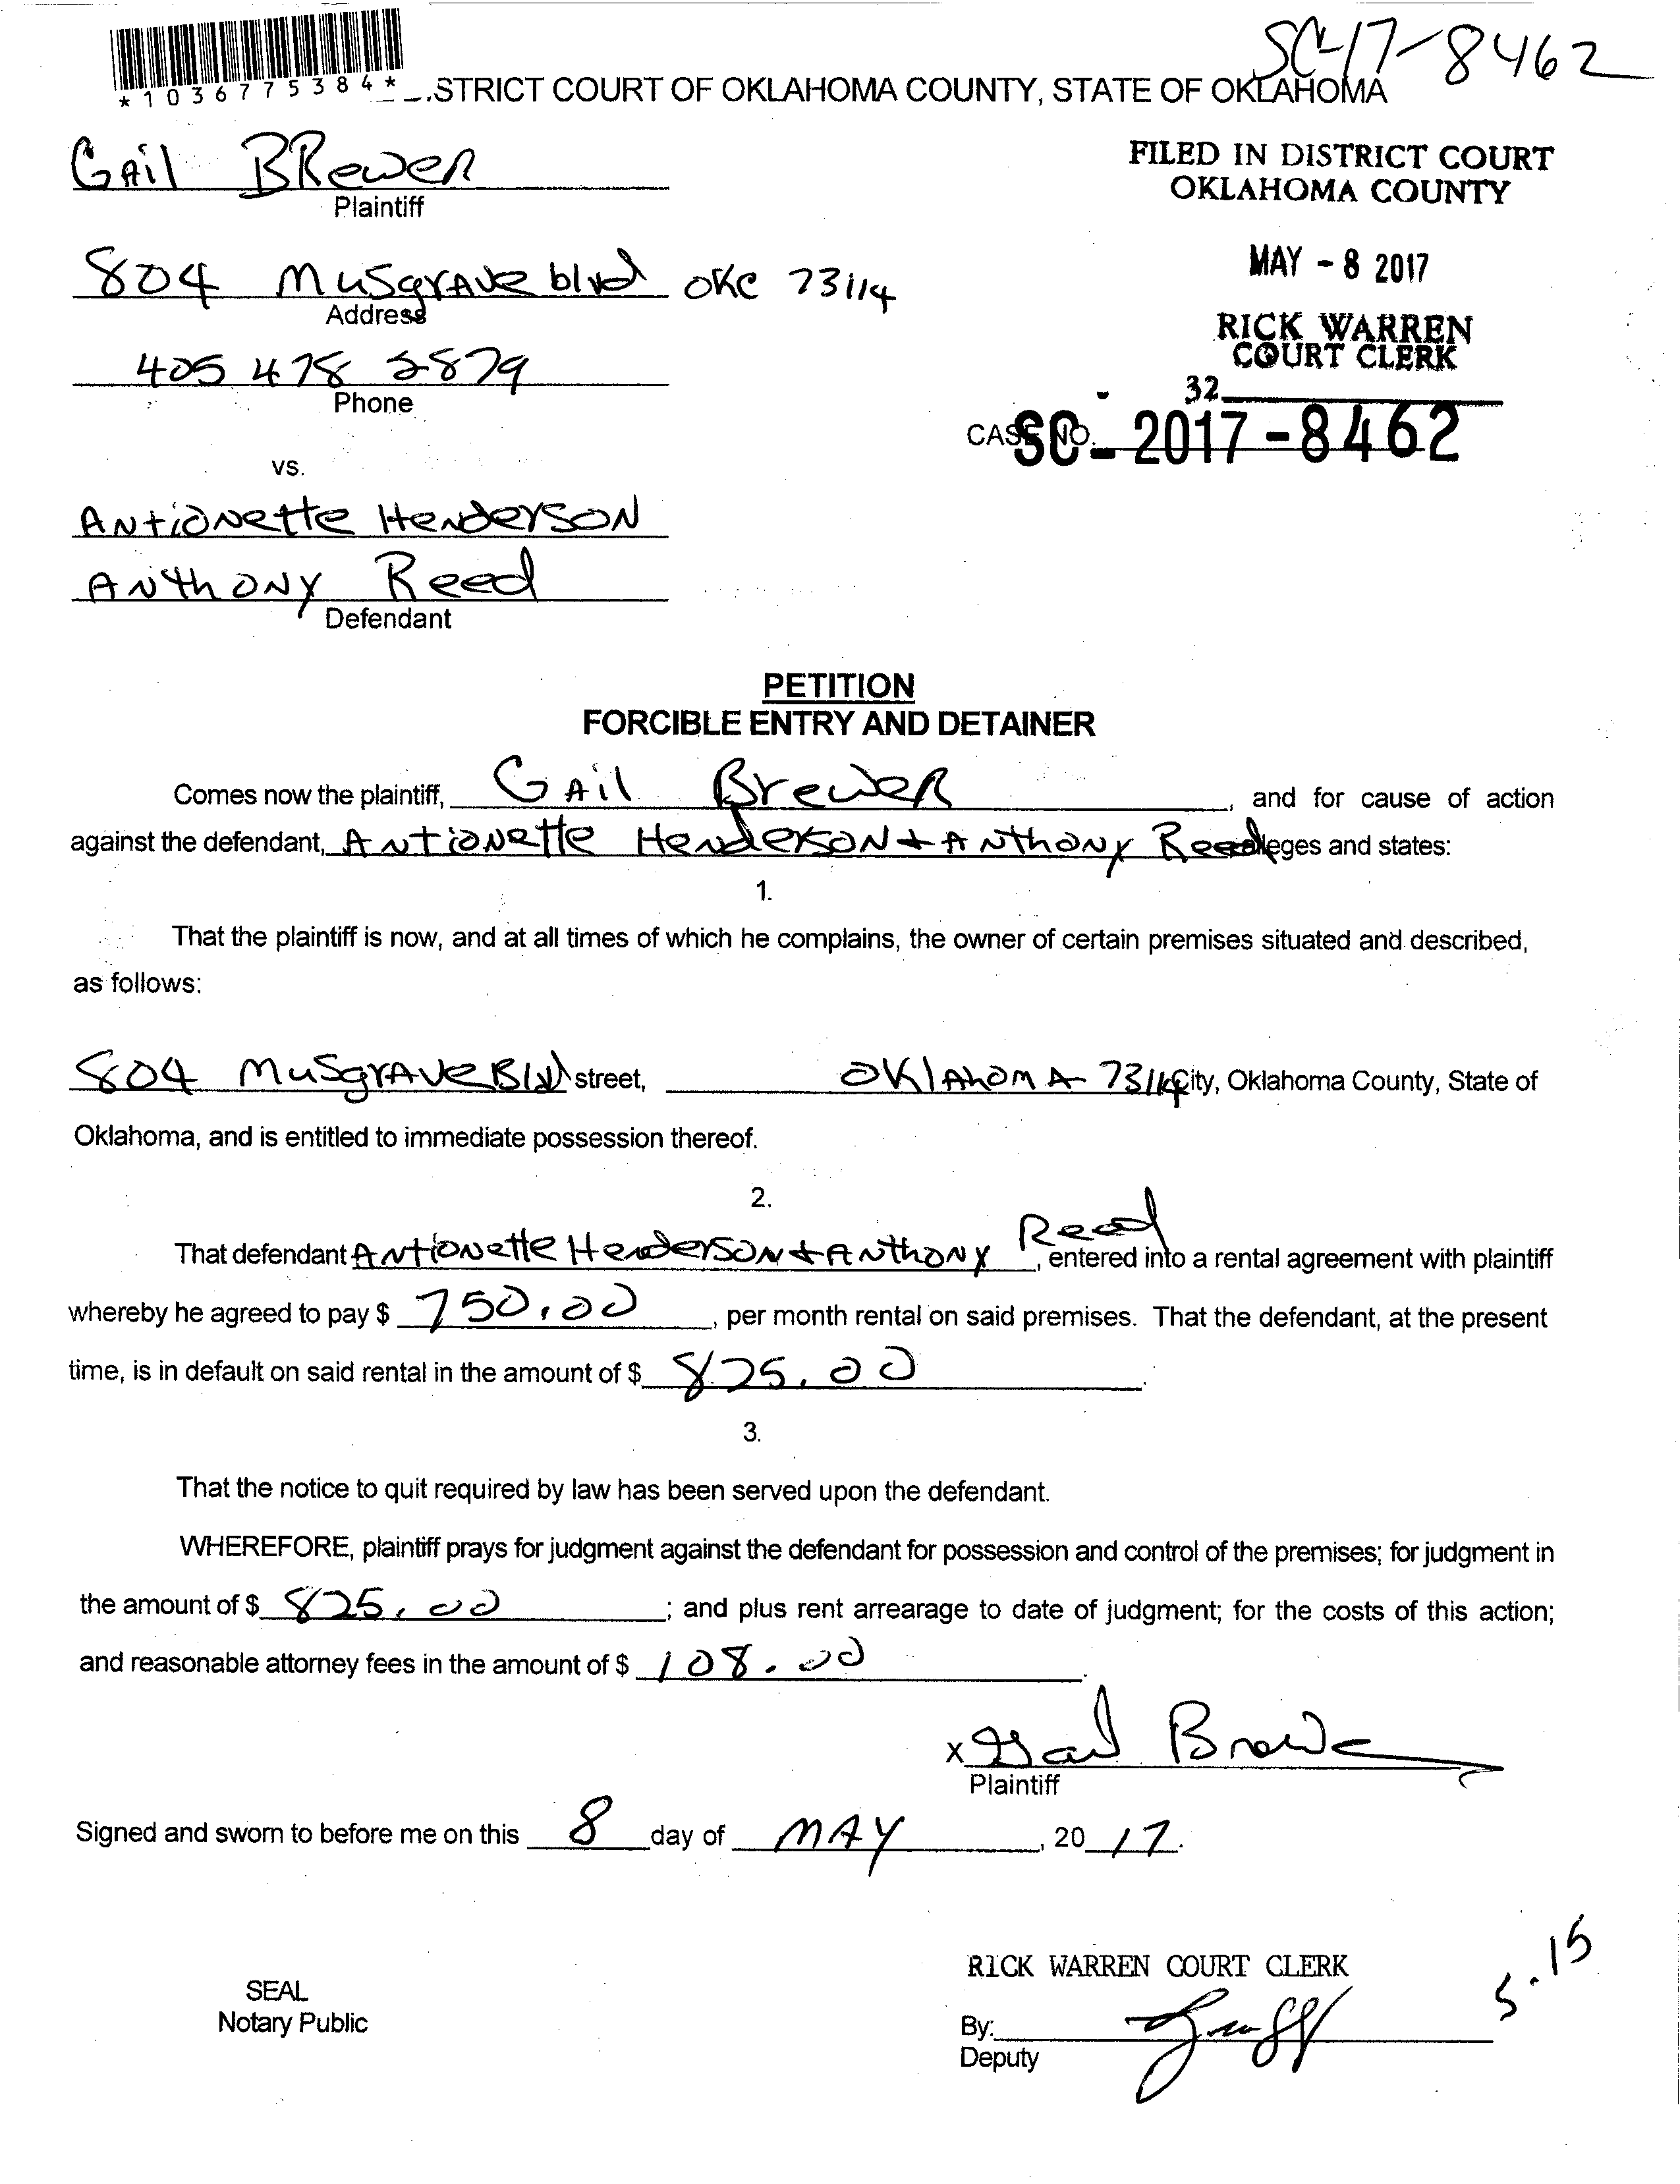 SC-17-8462
*1036775384*
STRICT COURT OF OKLAHOMA COUNTY, STATE OF OKLAHOMA
GAil BRewer
Plaintiff
FILED IN DISTRICT COURT
OKLAHOMA COUNTY
804 MusgrAve blvd OKC 73114
Address
MAY - 8 2017
RICK WARREN
COURT CLERK
405 478 2879
Phone
32
CASE NO. SC - 2017 - 8462
vs.
ANtioNette HeNdersoN
ANthONy Reed
Defendant
PETITION
FORCIBLE ENTRY AND DETAINER
Comes now the plaintiff, GAil BreweR, and for cause of action
against the defendant, ANtioNette HeNdersoN + ANthoNy Reed alleges and states:
1.
That the plaintiff is now, and at all times of which he complains, the owner of certain premises situated and described,
as follows:
804 MusgrAve Blvd street, OKlAhomA 73114 City, Oklahoma County, State of
Oklahoma, and is entitled to immediate possession thereof.
2.
That defendant ANtioNette HeNdersoN + ANthoNy Reed, entered into a rental agreement with plaintiff
whereby he agreed to pay $ 750.00, per month rental on said premises. That the defendant, at the present
time, is in default on said rental in the amount of $ 825.00.
3.
That the notice to quit required by law has been served upon the defendant.
WHEREFORE, plaintiff prays for judgment against the defendant for possession and control of the premises; for judgment in
the amount of $ 825.00; and plus rent arrearage to date of judgment; for the costs of this action;
and reasonable attorney fees in the amount of $ 108.00.
x Gail Brewer
Plaintiff
Signed and sworn to before me on this 8 day of MAY, 20 17.
RICK WARREN COURT CLERK
5-15
SEAL
Notary Public
By:
Deputy